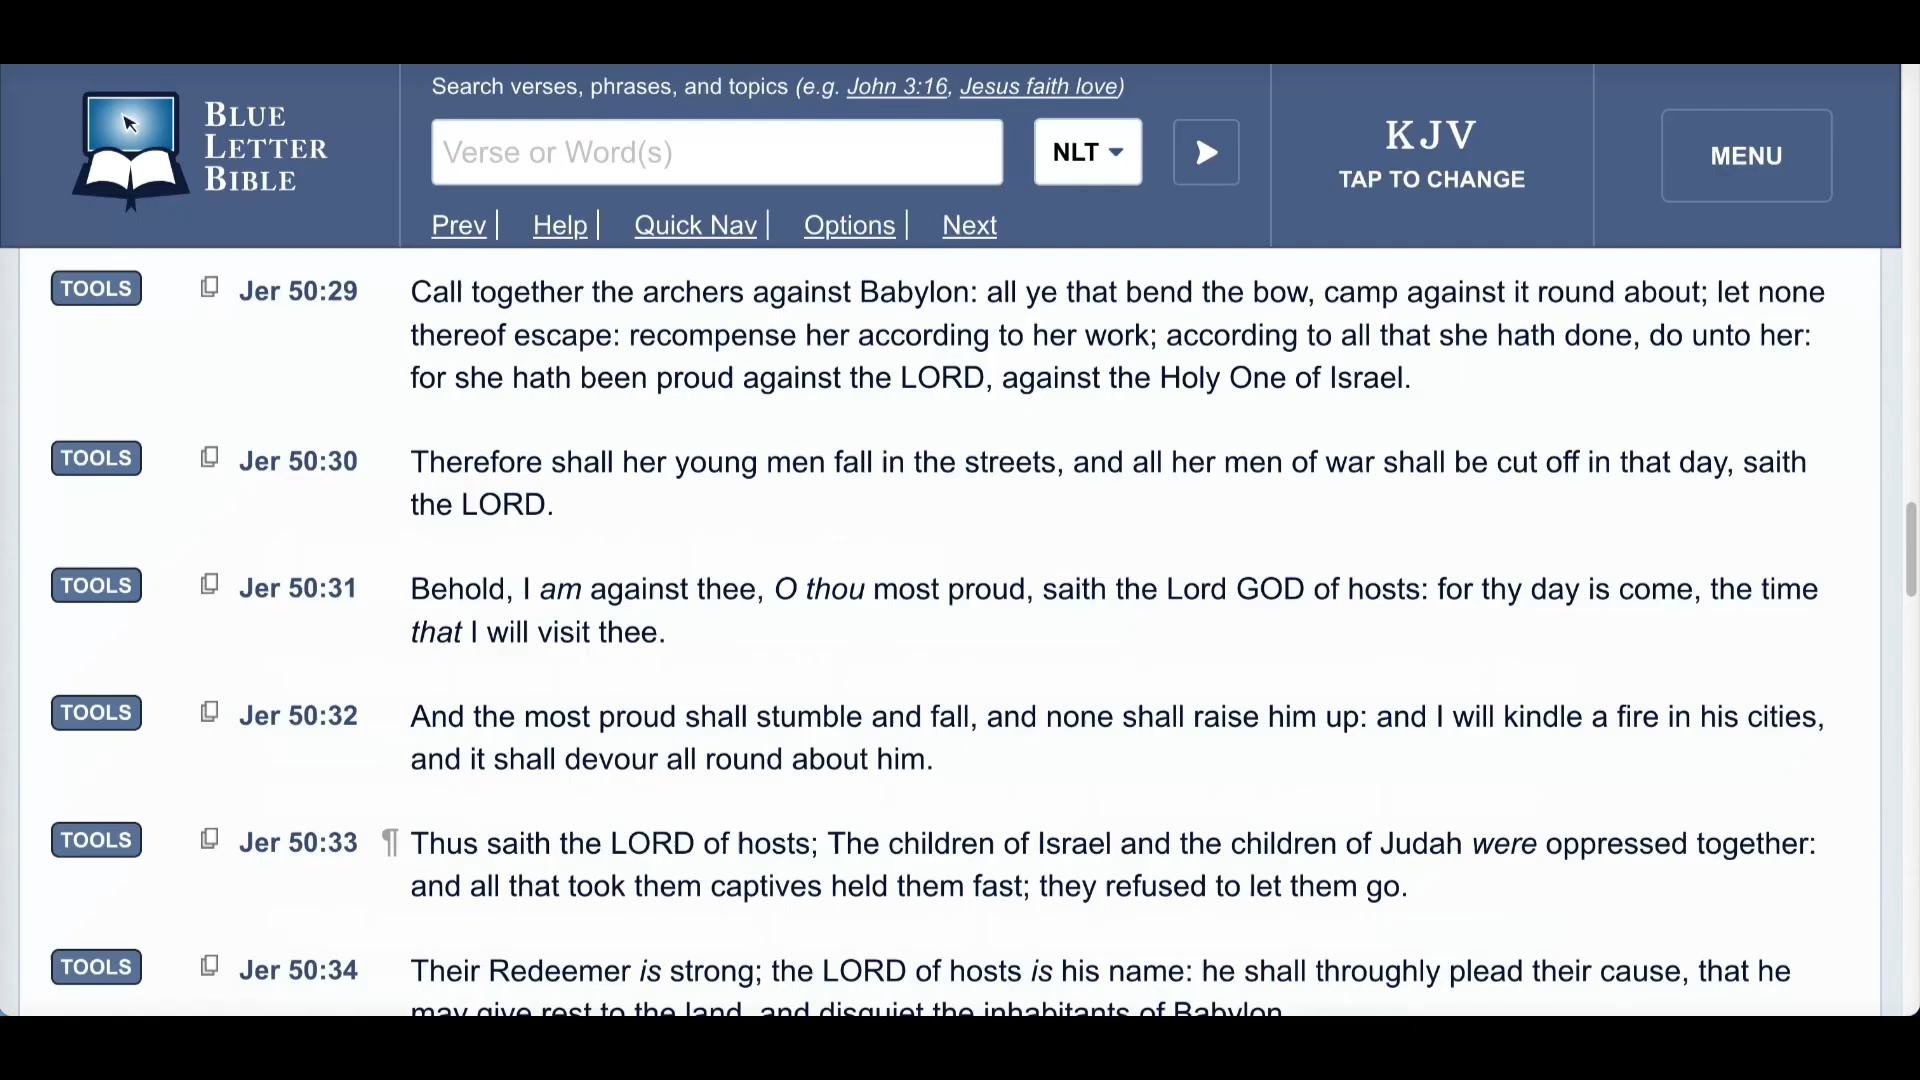 BLUE
LETTER
BIBLE
Search verses, phrases, and topics (e.g. John 3:16, Jesus faith love)
Verse or Word(s)
NLT
KJV
TAP TO CHANGE
MENU
Prev | Help | Quick Nav | Options | Next
TOOLS Jer 50:29 Call together the archers against Babylon: all ye that bend the bow, camp against it round about; let none
thereof escape: recompense her according to her work; according to all that she hath done, do unto her:
for she hath been proud against the LORD, against the Holy One of Israel.
TOOLS Jer 50:30 Therefore shall her young men fall in the streets, and all her men of war shall be cut off in that day, saith
the LORD.
TOOLS Jer 50:31 Behold, I am against thee, O thou most proud, saith the Lord GOD of hosts: for thy day is come, the time
that I will visit thee.
TOOLS Jer 50:32 And the most proud shall stumble and fall, and none shall raise him up: and I will kindle a fire in his cities,
and it shall devour all round about him.
TOOLS Jer 50:33 ¶ Thus saith the LORD of hosts; The children of Israel and the children of Judah were oppressed together:
and all that took them captives held them fast; they refused to let them go.
TOOLS Jer 50:34 Their Redeemer is strong; the LORD of hosts is his name: he shall throughly plead their cause, that he
may give rest to the land, and disquiet the inhabitants of Babylon.